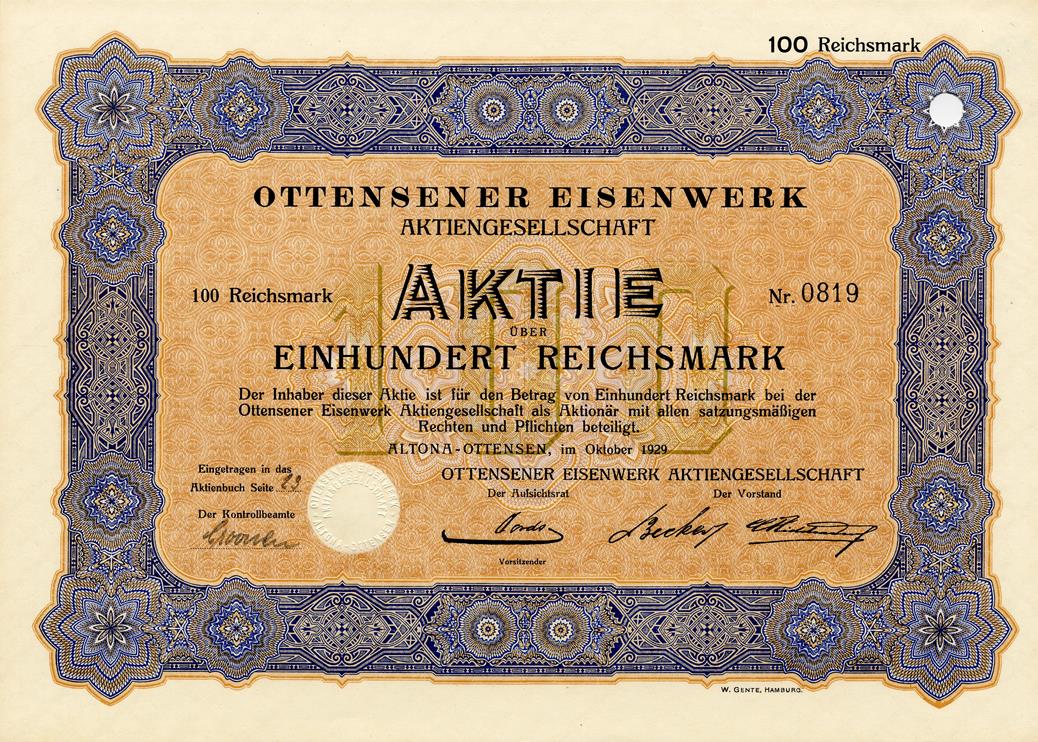 100 Reichsmark
OTTENSENER EISENWERK
AKTIENGESELLSCHAFT
100 Reichsmark
AKTIE
Nr. 0819
100
ÜBER
EINHUNDERT REICHSMARK
Der Inhaber dieser Aktie ist für den Betrag von Einhundert Reichsmark bei der
Ottensener Eisenwerk Aktiengesellschaft als Aktionär mit allen satzungsmäßigen
Rechten und Pflichten beteiligt.
ALTONA-OTTENSEN, im Oktober 1929
Eingetragen in das
Aktienbuch Seite
OTTENSENER EISENWERK AKTIENGESELLSCHAFT
Der Aufsichtsrat
Der Vorstand
Der Kontrollbeamte
Beckert
Vorsitzender
W. GENTE, HAMBURG.